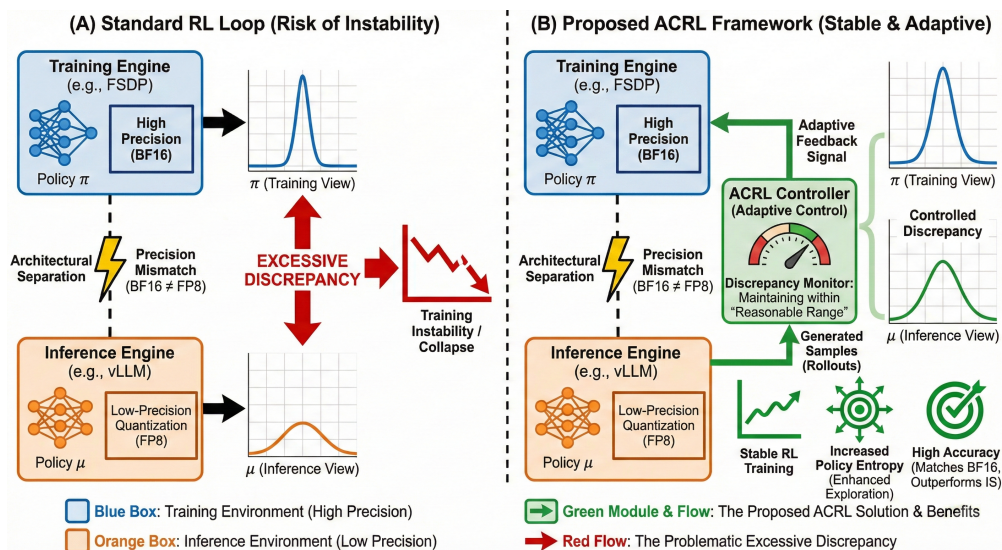 (A) Standard RL Loop (Risk of Instability)
Training Engine
(e.g., FSDP)
High
Precision
(BF16)
Policy π
π (Training View)
Architectural
Separation
Precision
Mismatch
(BF16 ≠ FP8)
EXCESSIVE
DISCREPANCY
Training
Instability /
Collapse
Inference Engine
(e.g., vLLM)
Low-Precision
Quantization
(FP8)
Policy μ
μ (Inference View)
(B) Proposed ACRL Framework (Stable & Adaptive)
Training Engine
(e.g., FSDP)
High
Precision
(BF16)
Policy π
Adaptive
Feedback
Signal
π (Training View)
Architectural
Separation
Precision
Mismatch
(BF16 ≠ FP8)
ACRL Controller
(Adaptive Control)
Discrepancy Monitor:
Maintaining within
“Reasonable Range”
Controlled
Discrepancy
μ (Inference View)
Inference Engine
(e.g., vLLM)
Low-Precision
Quantization
(FP8)
Policy μ
Generated
Samples
(Rollouts)
Stable RL
Training
Increased
Policy Entropy
(Enhanced
Exploration)
High Accuracy
(Matches BF16,
Outperforms IS)
Blue Box: Training Environment (High Precision)
Orange Box: Inference Environment (Low Precision)
Green Module & Flow: The Proposed ACRL Solution & Benefits
Red Flow: The Problematic Excessive Discrepancy